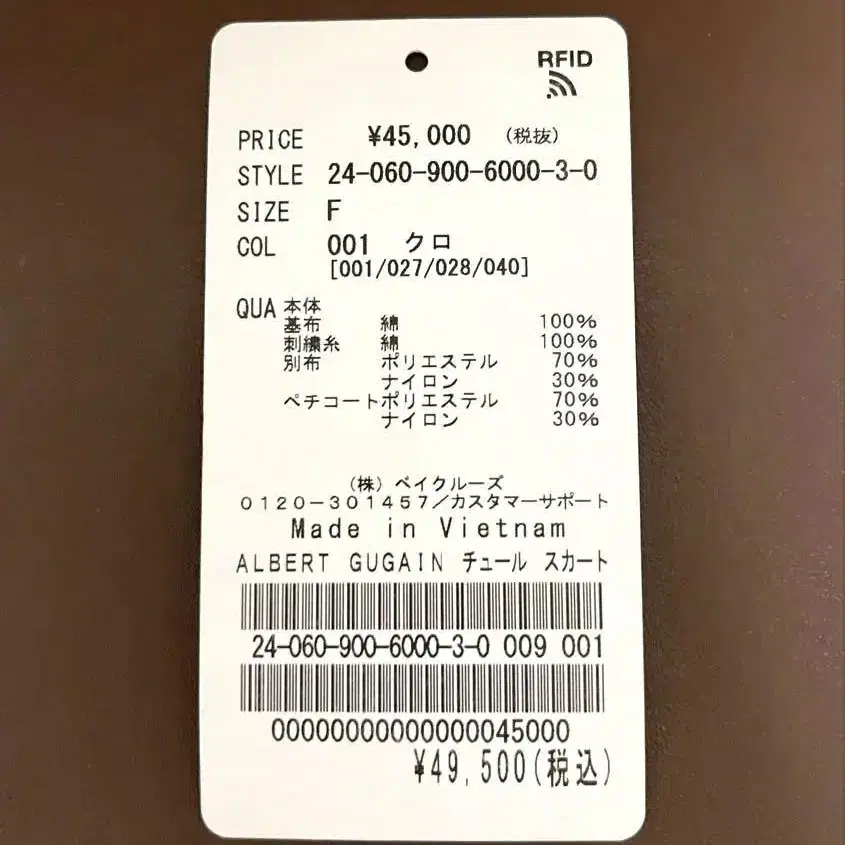 RFID
PRICE ¥45,000 (税抜)
STYLE 24-060-900-6000-3-0
SIZE F
COL 001 クロ
[001/027/028/040]
QUA 本体
基布 綿 100%
刺繍糸 綿 100%
別布 ポリエステル 70%
ナイロン 30%
ペチコートポリエステル 70%
ナイロン 30%
(株)ベイクルーズ
0120-301457/カスタマーサポート
Made in Vietnam
ALBERT GUGAIN チュール スカート
24-060-900-6000-3-0 009 001
00000000000000045000
¥49,500(税込)